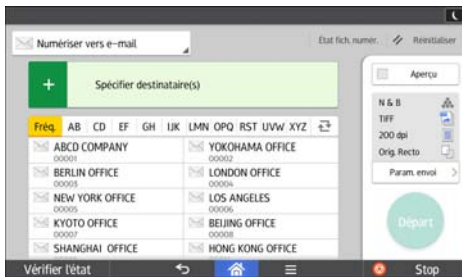 Numériser vers e-mail
Etat fich. numér.
Réinitialiser
+ Spécifier destinataire(s)
Aperçu
Fréq. AB CD EF GH IJK LMN OPQ RST UVW XYZ
ABCD COMPANY
00001
YOKOHAMA OFFICE
00002
BERLIN OFFICE
00003
LONDON OFFICE
00004
NEW YORK OFFICE
00005
LOS ANGELES
00006
KYOTO OFFICE
00007
BEIJING OFFICE
00008
SHANGHAI OFFICE
HONG KONG OFFICE
N & B
TIFF
200 dpi
Orig. Recto
Param. envoi
Départ
Vérifier l'état
Stop